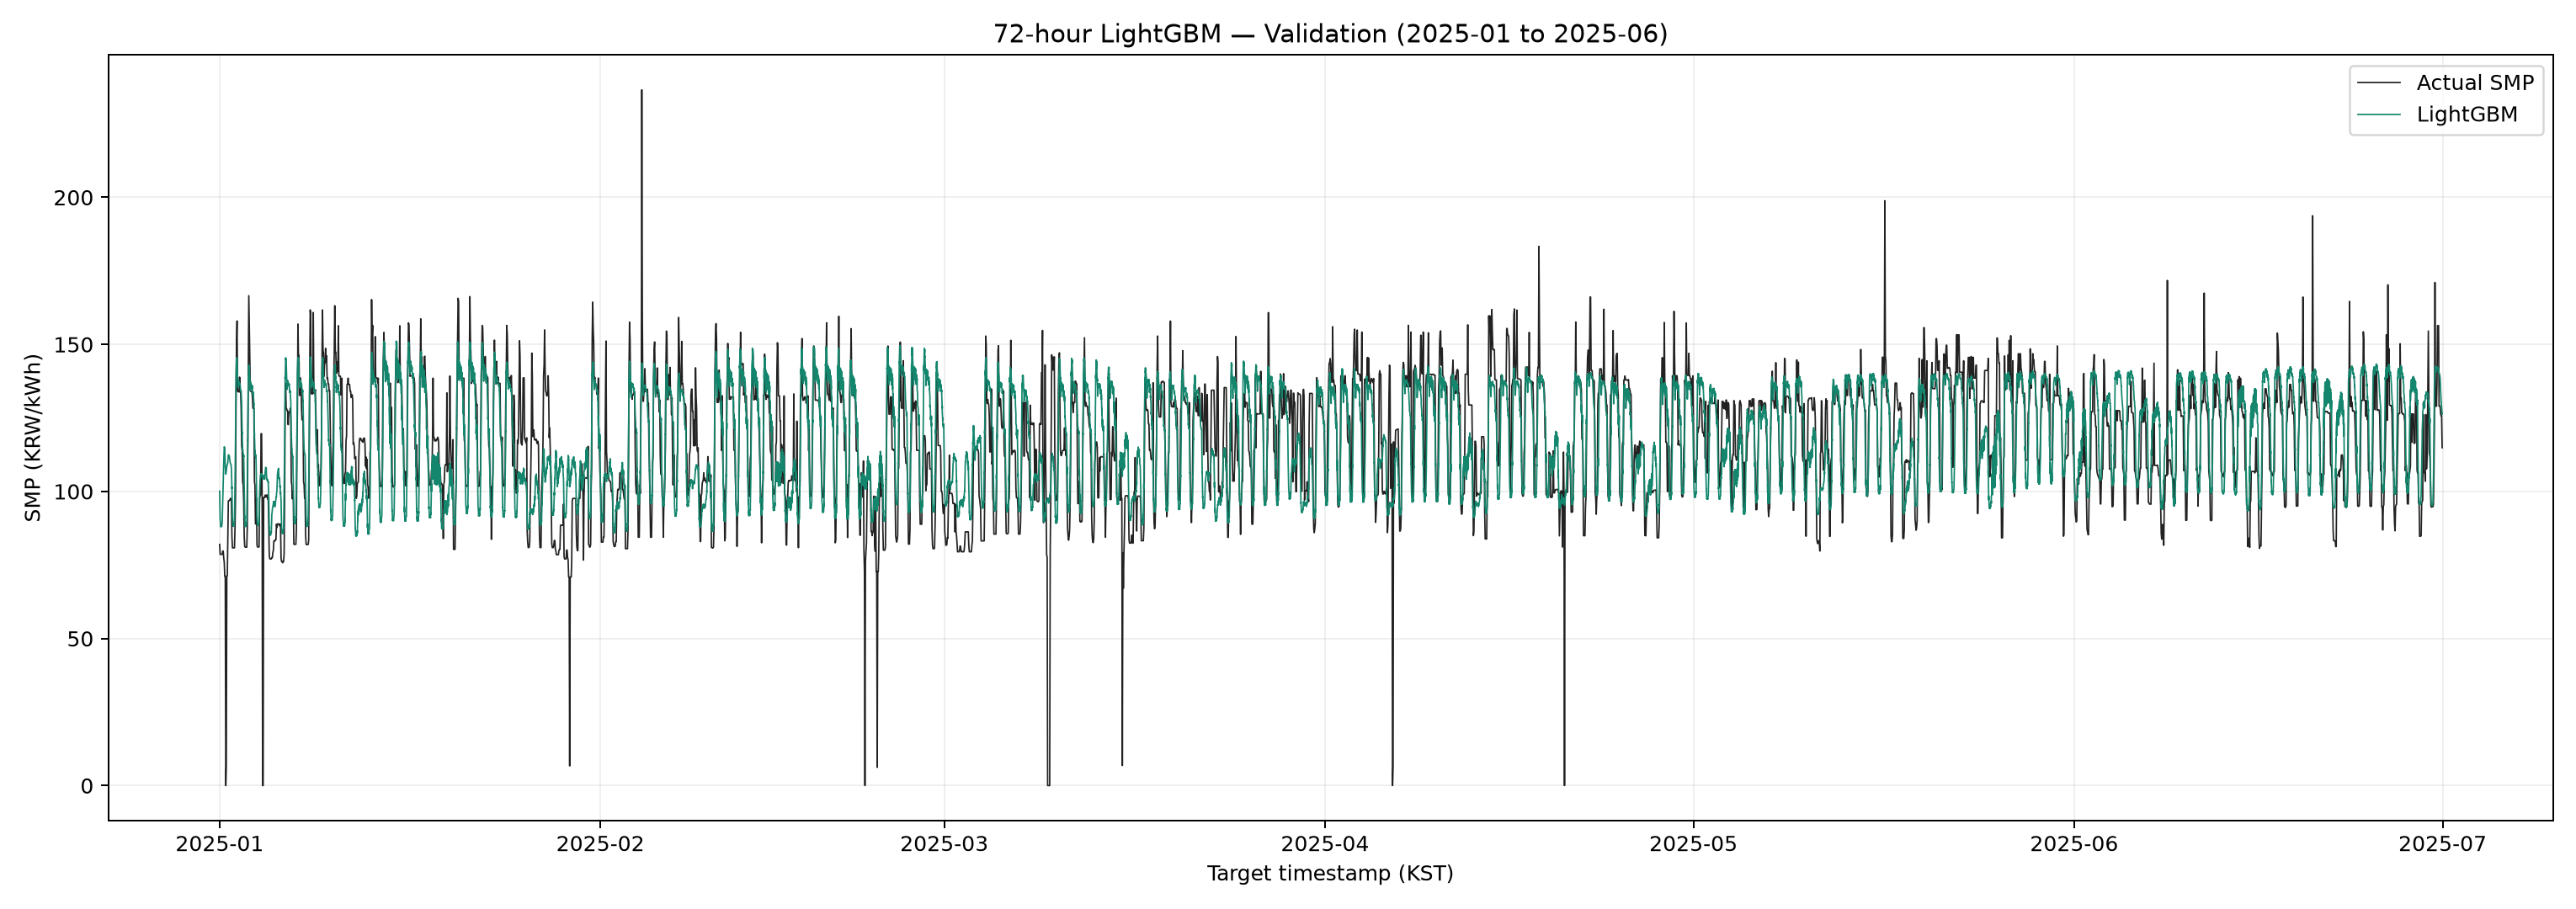 72-hour LightGBM — Validation (2025-01 to 2025-06)
Actual SMP
LightGBM
SMP (KRW/kWh)
200
150
100
50
0
2025-01
2025-02
2025-03
2025-04
2025-05
2025-06
2025-07
Target timestamp (KST)